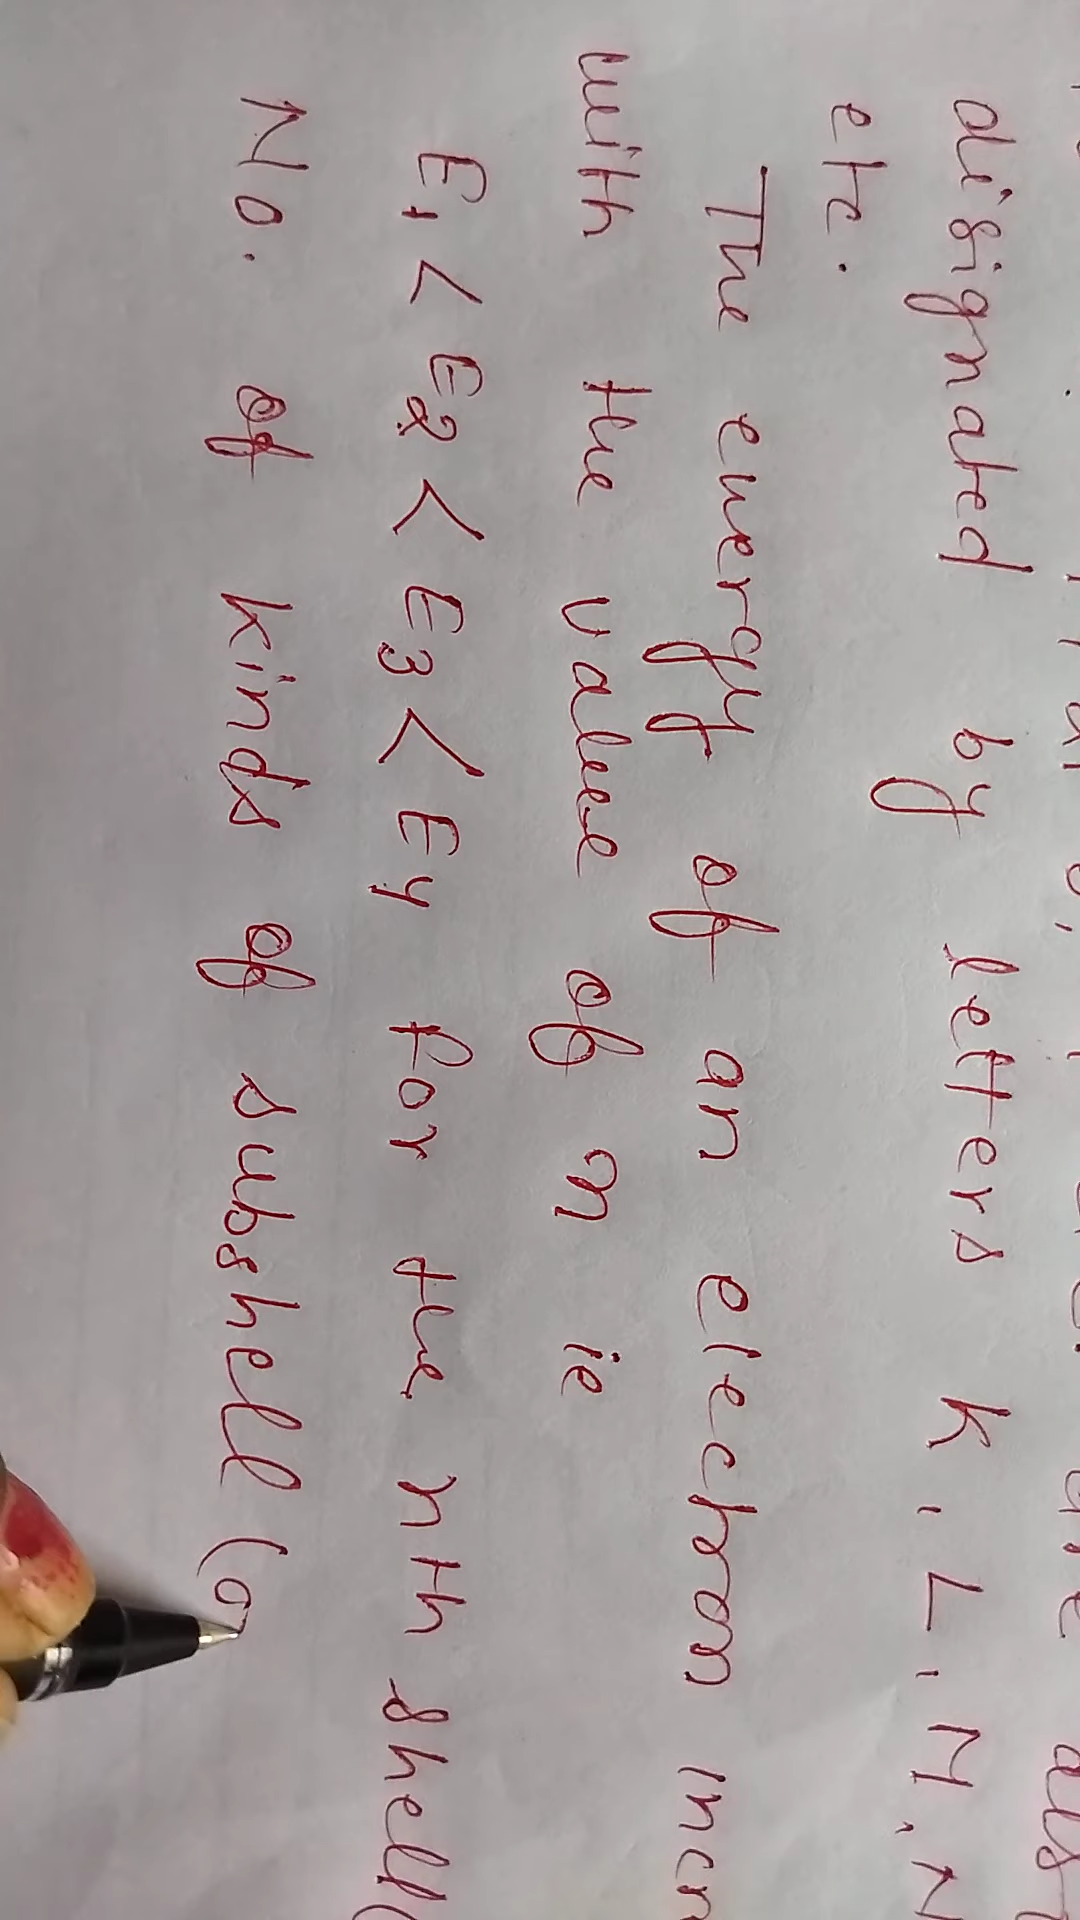 disignated by letters K, L, M, N
etc.
The energy of an electron incr
with the value of n ie
E1 < E2 < E3 < E4 for the nth shell(
No. of kinds of subshell (o